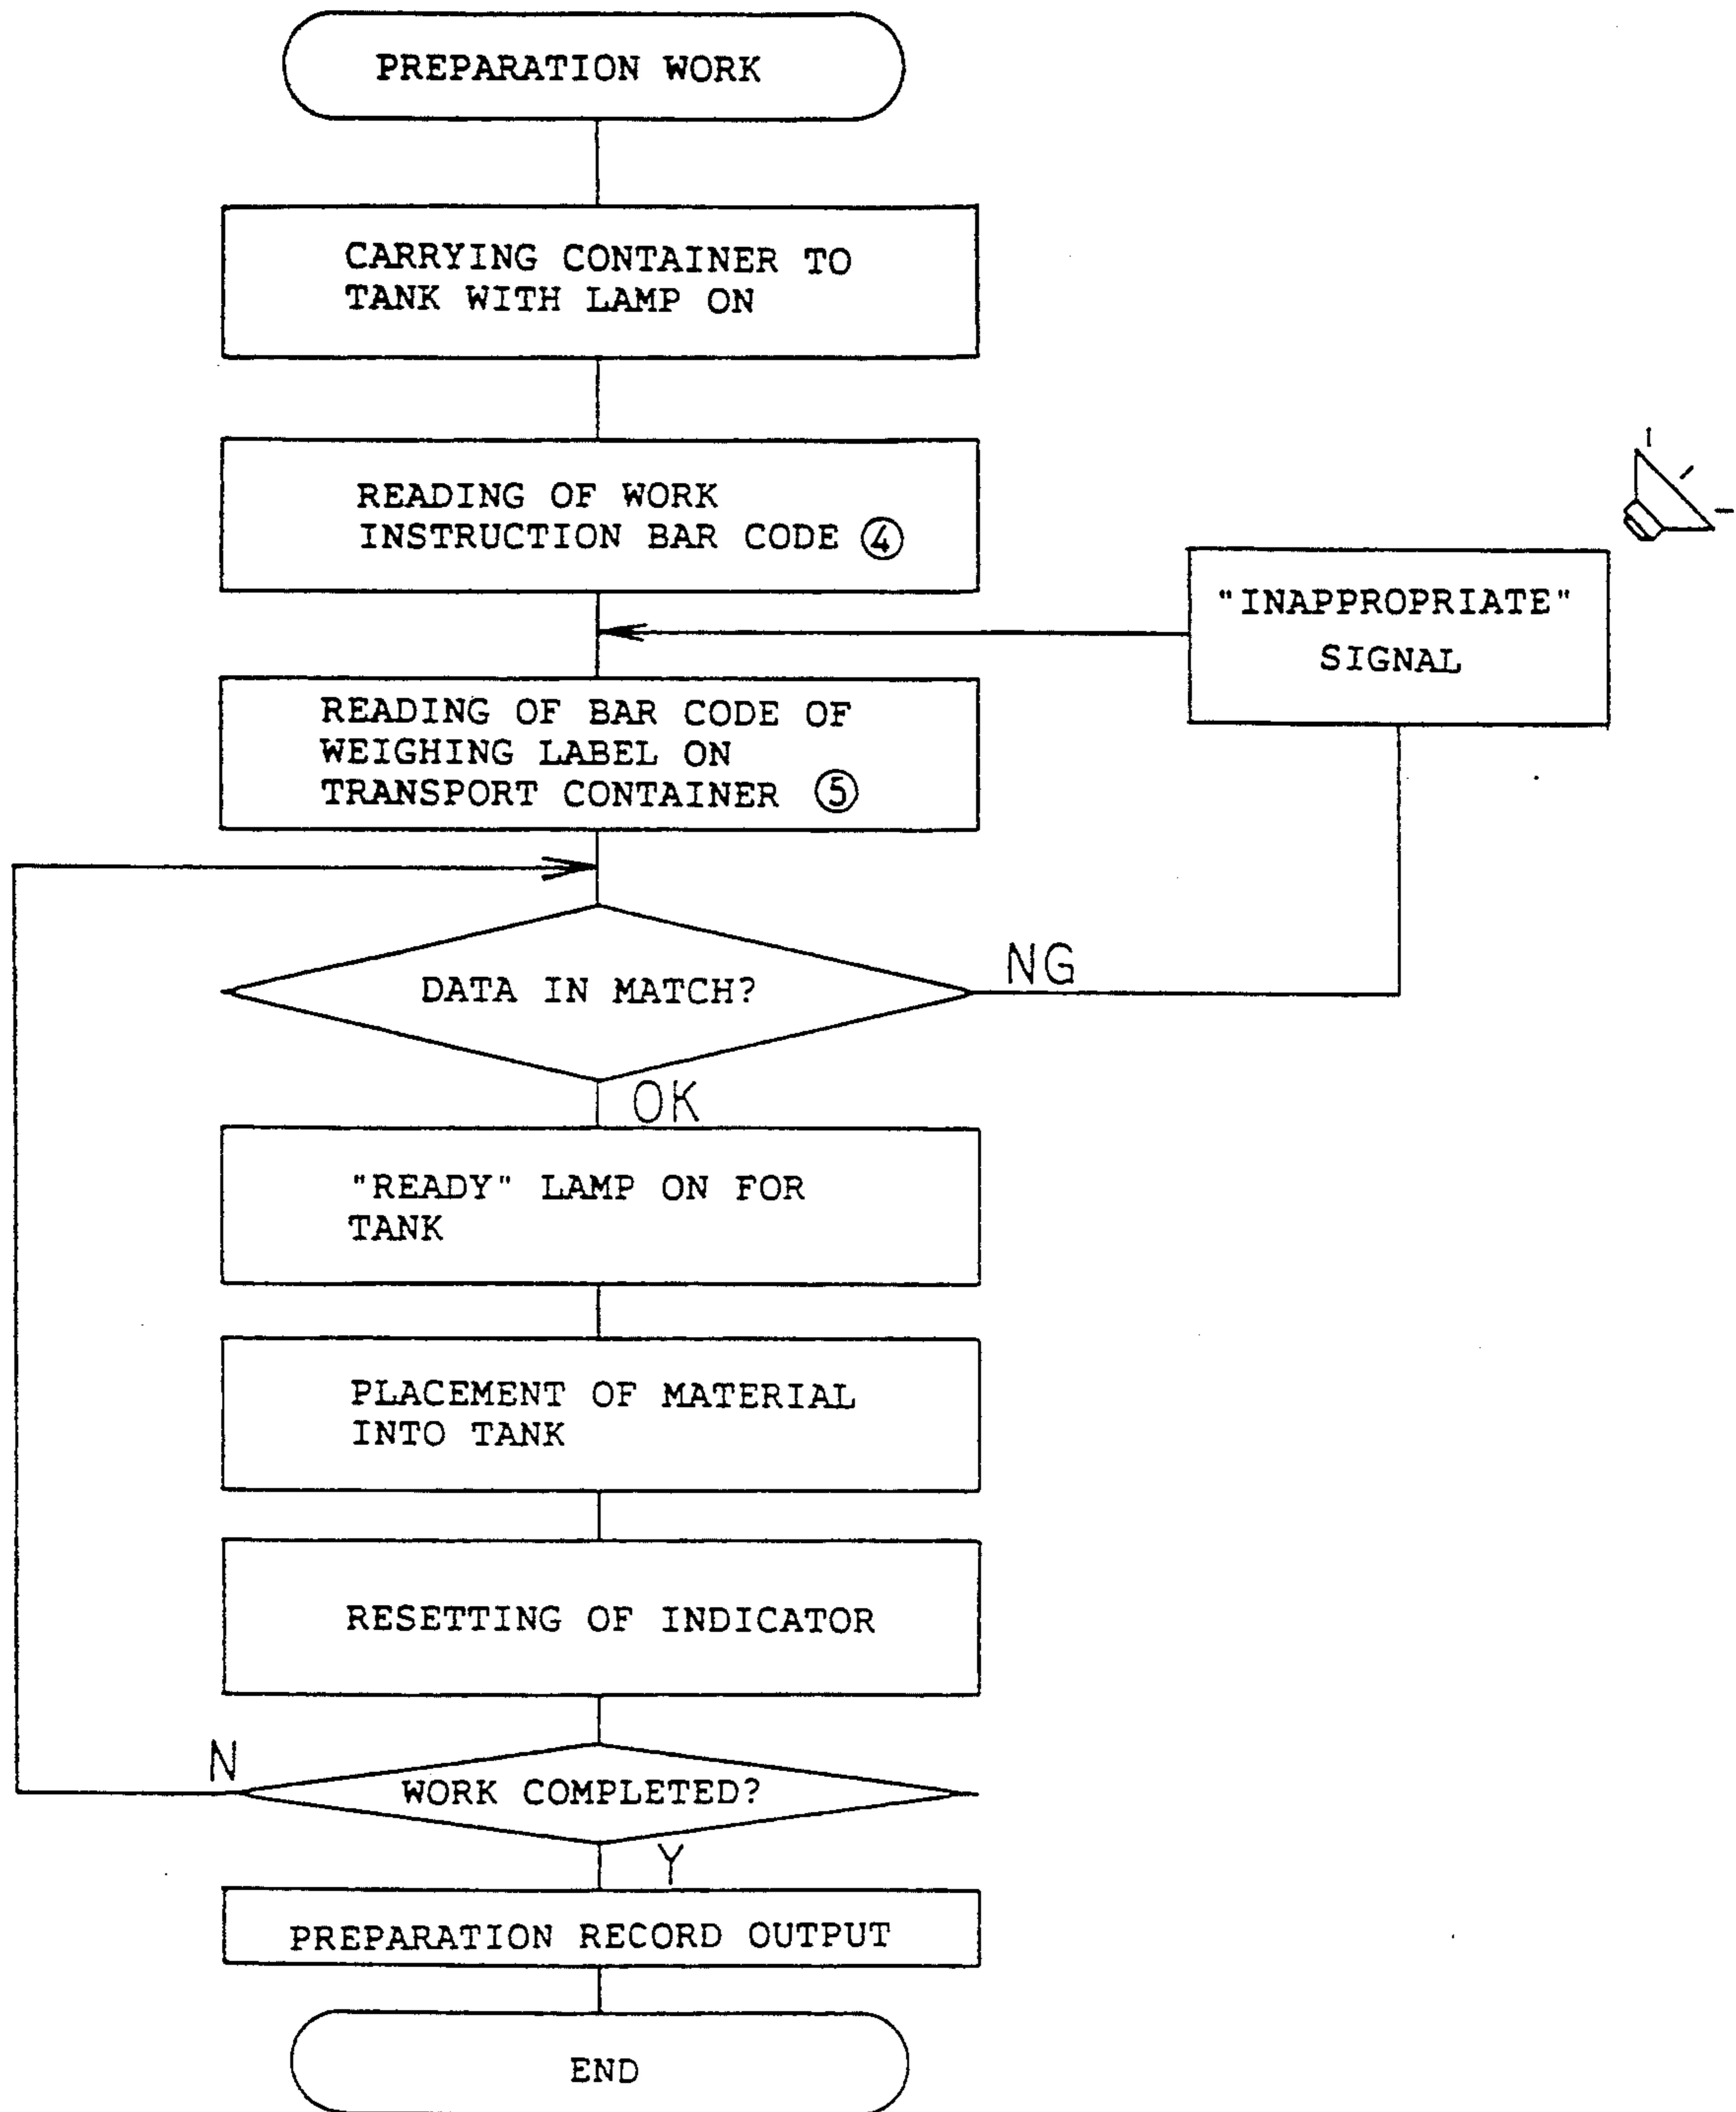 PREPARATION WORK
CARRYING CONTAINER TO
TANK WITH LAMP ON
READING OF WORK
INSTRUCTION BAR CODE ④
"INAPPROPRIATE"
SIGNAL
READING OF BAR CODE OF
WEIGHING LABEL ON
TRANSPORT CONTAINER ⑤
DATA IN MATCH?
NG
OK
"READY" LAMP ON FOR
TANK
PLACEMENT OF MATERIAL
INTO TANK
RESETTING OF INDICATOR
N
WORK COMPLETED?
Y
PREPARATION RECORD OUTPUT
END